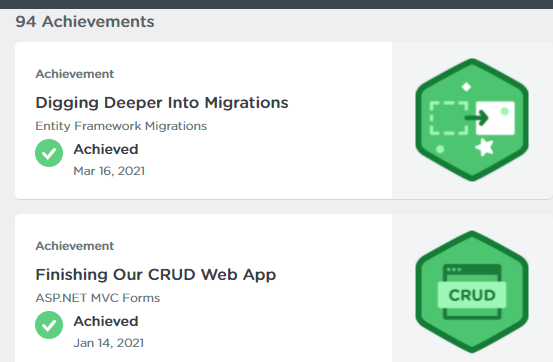 94 Achievements
Achievement
Digging Deeper Into Migrations
Entity Framework Migrations
Achieved
Mar 16, 2021
Achievement
Finishing Our CRUD Web App
ASP.NET MVC Forms
Achieved
Jan 14, 2021
CRUD